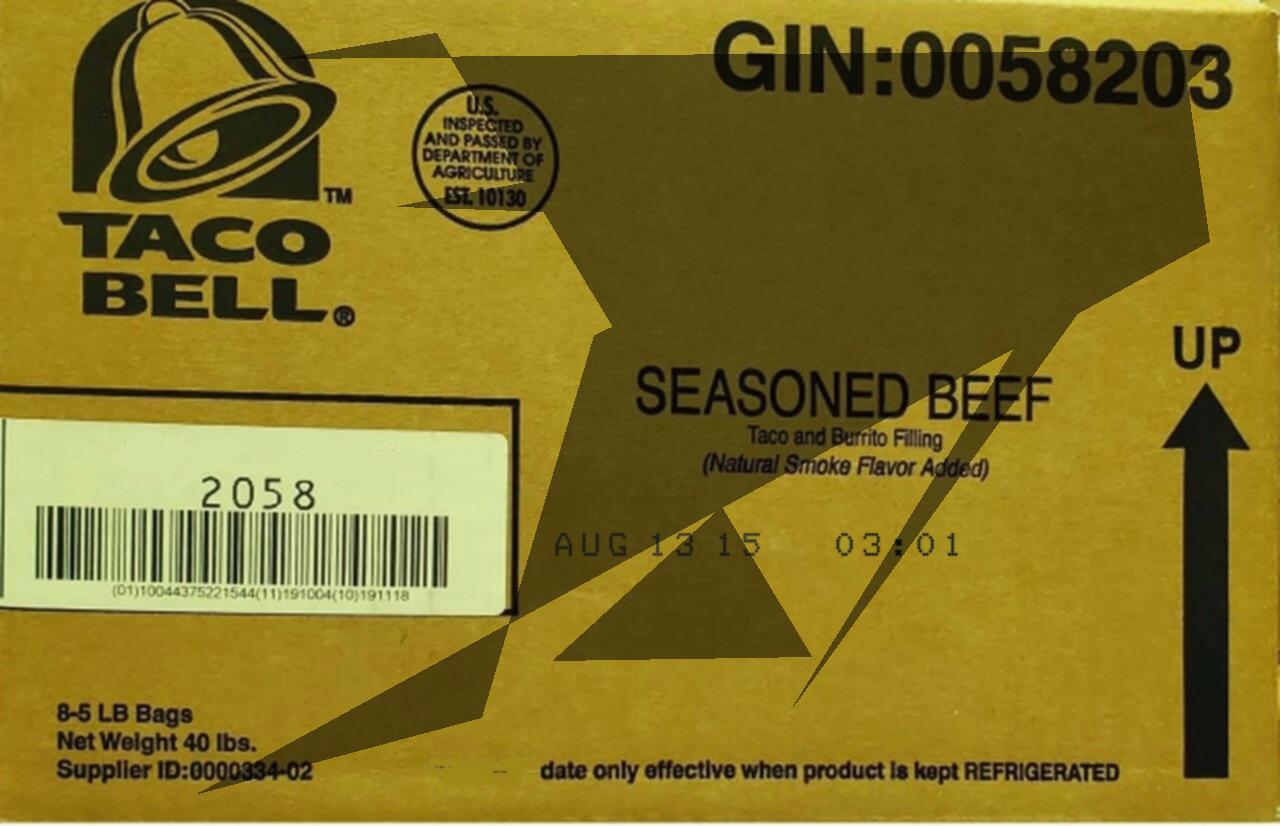 GIN:0058203
U.S.
INSPECTED
AND PASSED BY
DEPARTMENT OF
AGRICULTURE
EST. 10130
TM
TACO
BELL®
UP
SEASONED BEEF
Taco and Burrito Filling
(Natural Smoke Flavor Added)
2058
AUG 13 15 03:01
(01)10044375221544(11)191004(10)191118
8-5 LB Bags
Net Weight 40 lbs.
Supplier ID:0000334-02
date only effective when product is kept REFRIGERATED